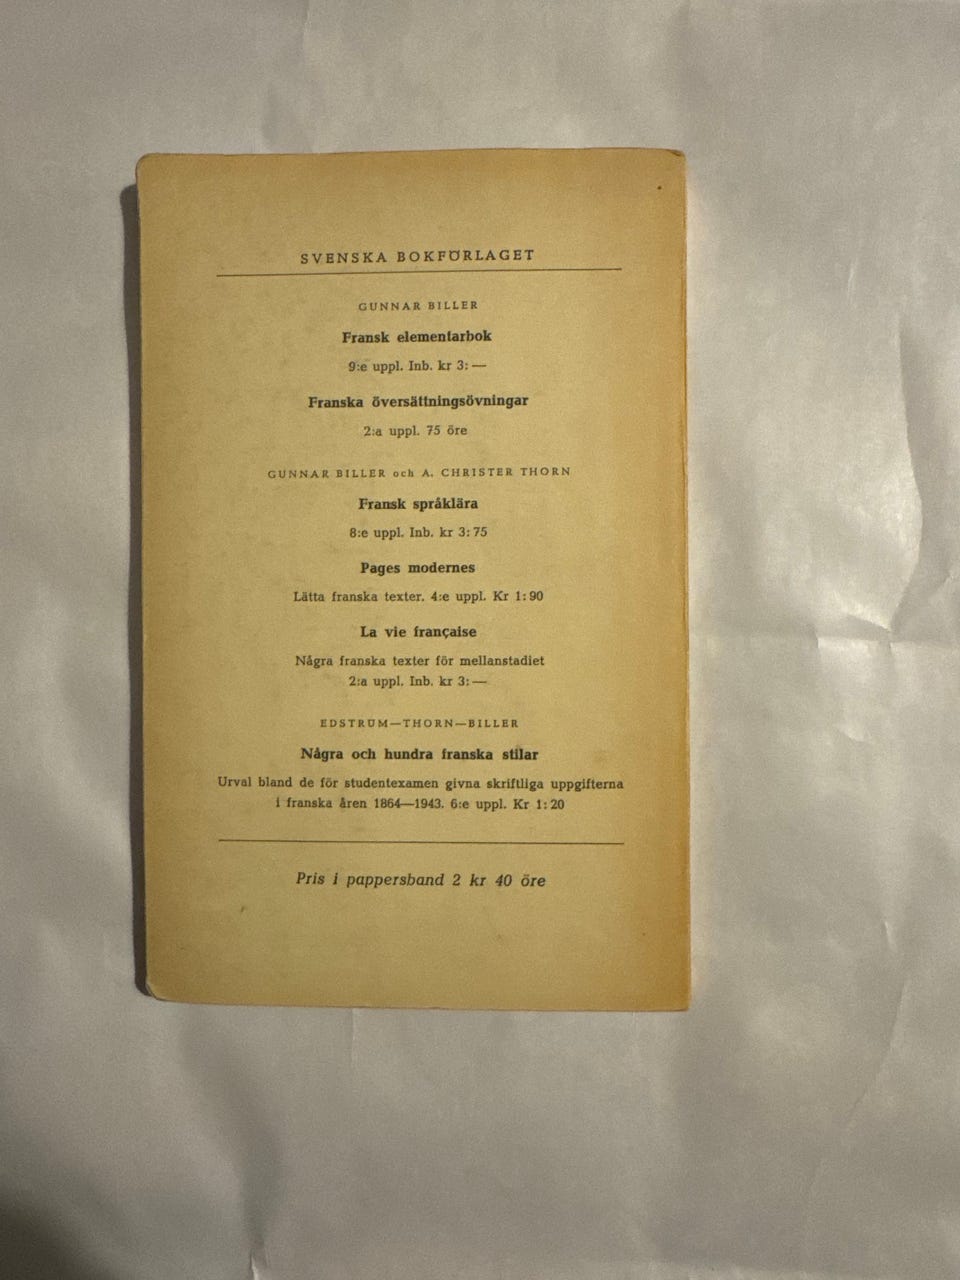 SVENSKA BOKFÖRLAGET
GUNNAR BILLER
Fransk elementarbok
9:e uppl. Inb. kr 3: —
Franska översättningsövningar
2:a uppl. 75 öre
GUNNAR BILLER och A. CHRISTER THORN
Fransk språklära
8:e uppl. Inb. kr 3: 75
Pages modernes
Lätta franska texter. 4:e uppl. Kr 1: 90
La vie française
Några franska texter för mellanstadiet
2:a uppl. Inb. kr 3: —
EDSTRÖM—THORN—BILLER
Några och hundra franska stilar
Urval bland de för studentexamen givna skriftliga uppgifterna
i franska åren 1864—1943. 6:e uppl. Kr 1: 20
Pris i pappersband 2 kr 40 öre